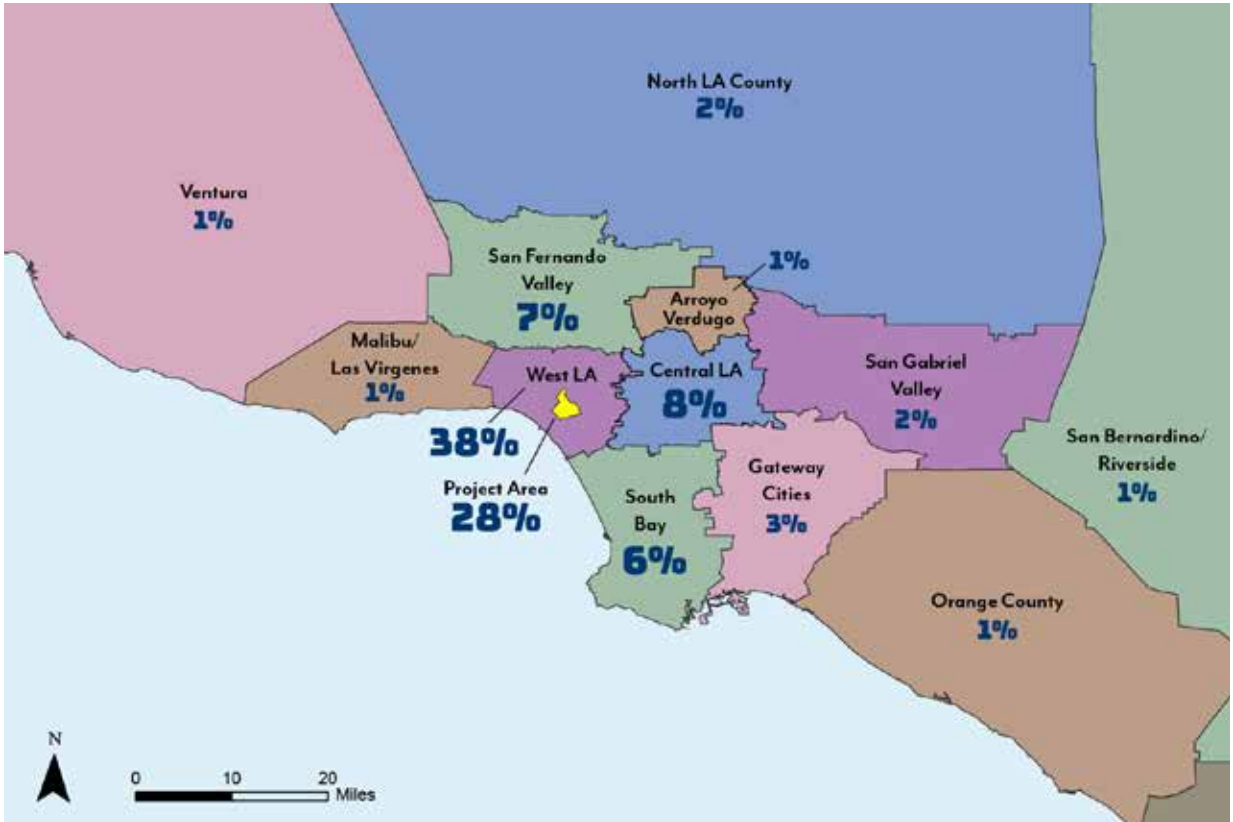 North LA County
2%
Ventura
1%
San Fernando
Valley
7%
1%
Arroyo
Verdugo
Malibu/
Las Virgenes
1%
West LA
38%
Central LA
8%
San Gabriel
Valley
2%
Project Area
28%
South
Bay
6%
Gateway
Cities
3%
San Bernardino/
Riverside
1%
Orange County
1%
N
0 10 20
Miles